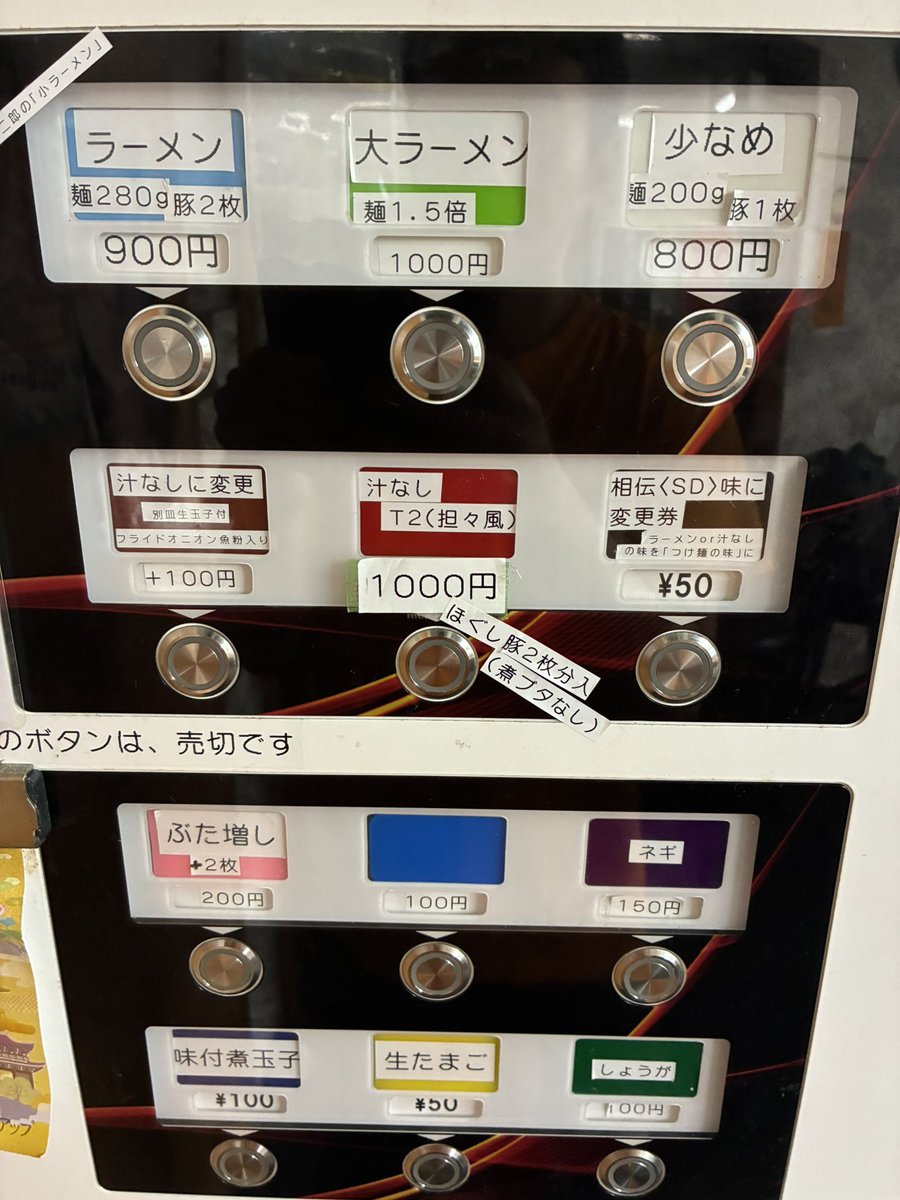 二郎の「小ラーメン」
ラーメン
麺280g豚2枚
900円
大ラーメン
麺1.5倍
1000円
少なめ
麺200g
豚1枚
800円
汁なしに変更
別皿生玉子付
フライドオニオン魚粉入り
+100円
汁なし
T2(担々風)
1000円
ほぐし豚2枚分入
(煮ブタなし)
相伝〈SD〉味に
変更券
ラーメンor汁なし
の味を「つけ麺の味」に
¥50
のボタンは、売切です
ぶた増し
+2枚
200円
100円
ネギ
150円
味付煮玉子
¥100
生たまご
¥50
しょうが
100円
アップ